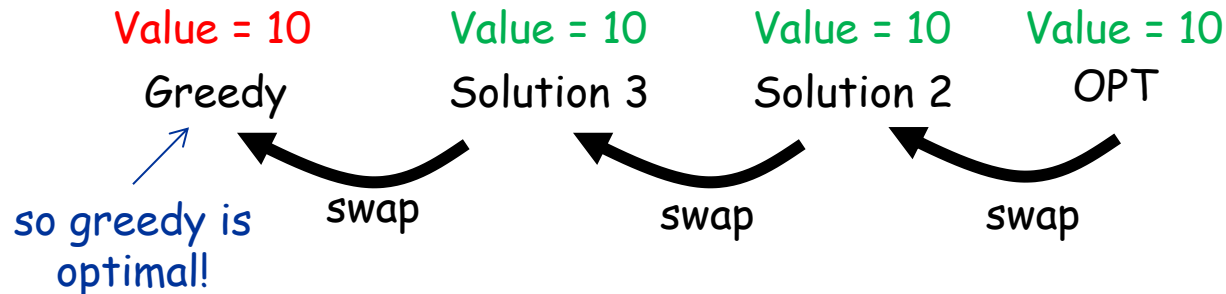 Value = 10 Value = 10 Value = 10 Value = 10
Greedy Solution 3 Solution 2 OPT
swap swap swap
so greedy is
optimal!